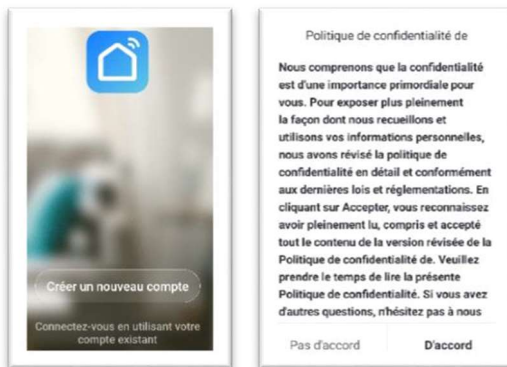 Créer un nouveau compte
Connectez-vous en utilisant votre
compte existant
Politique de confidentialité de
Nous comprenons que la confidentialité
est d'une importance primordiale pour
vous. Pour exposer plus pleinement
la façon dont nous recueillons et
utilisons vos informations personnelles,
nous avons révisé la politique de
confidentialité en détail et conformément
aux dernières lois et réglementations. En
cliquant sur Accepter, vous reconnaissez
avoir pleinement lu, compris et accepté
tout le contenu de la version révisée de la
Politique de confidentialité de. Veuillez
prendre le temps de lire la présente
Politique de confidentialité. Si vous avez
d'autres questions, n'hésitez pas à nous
Pas d'accord
D'accord